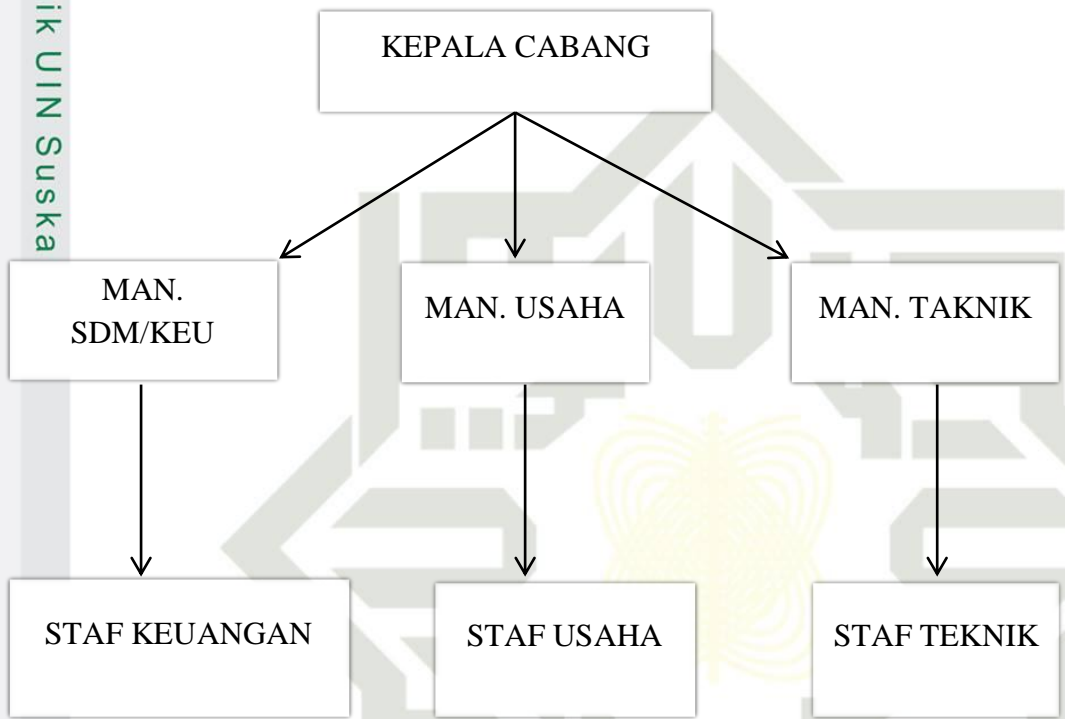 ik UIN Suska
KEPALA CABANG
MAN.
SDM/KEU
MAN. USAHA
MAN. TAKNIK
STAF KEUANGAN
STAF USAHA
STAF TEKNIK